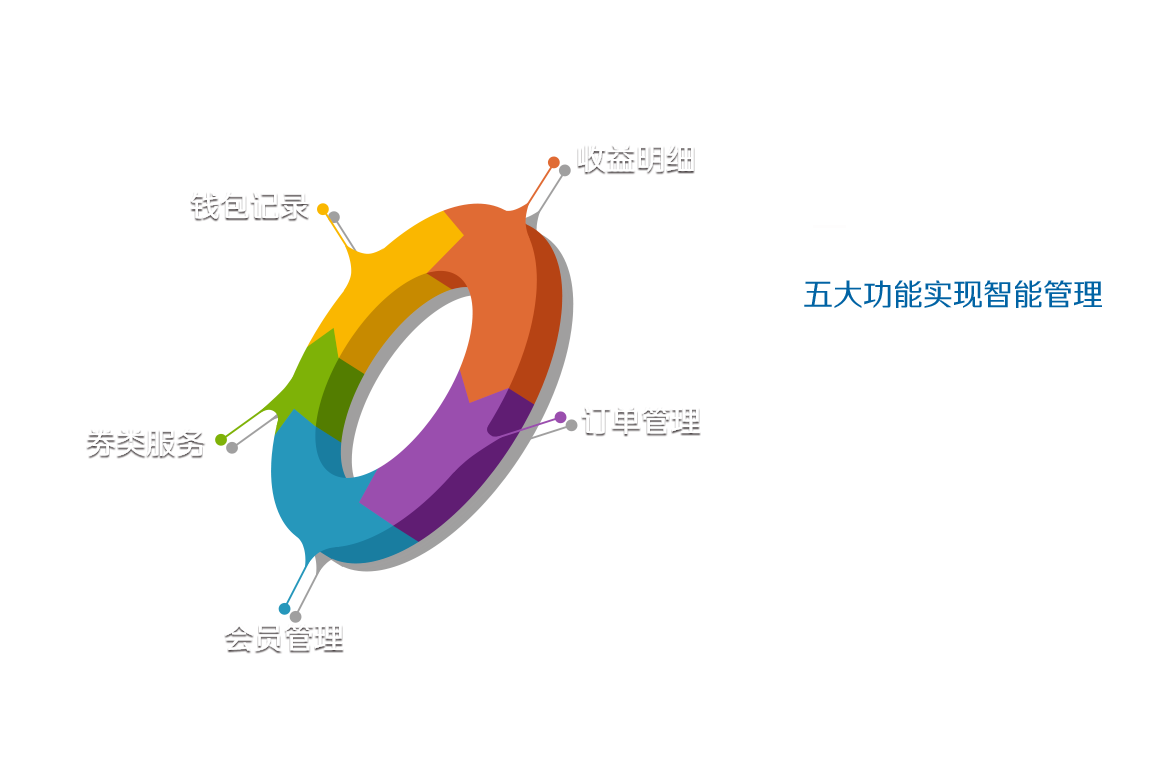 收益明细
钱包记录
五大功能实现智能管理
订单管理
券类服务
会员管理